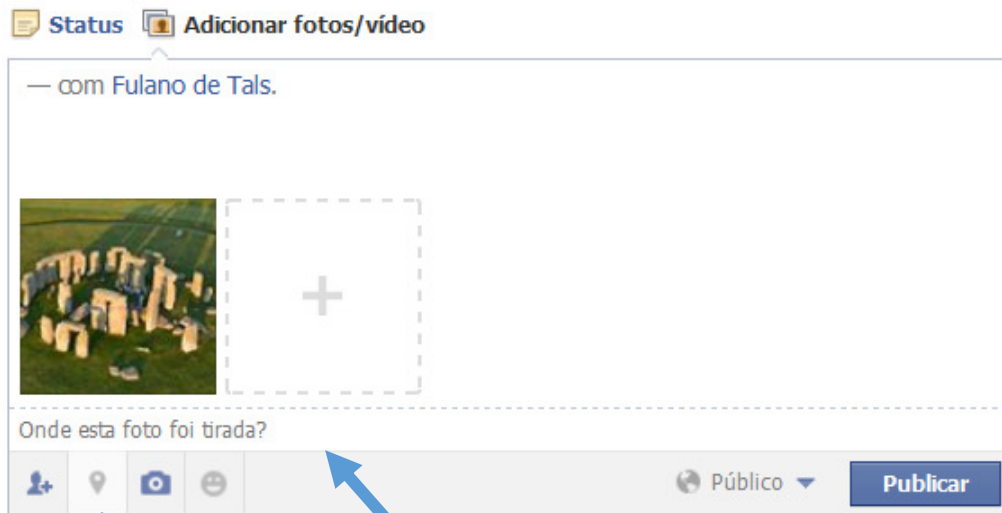 Status Adicionar fotos/vídeo
— com Fulano de Tals.
Onde esta foto foi tirada?
Público Publicar